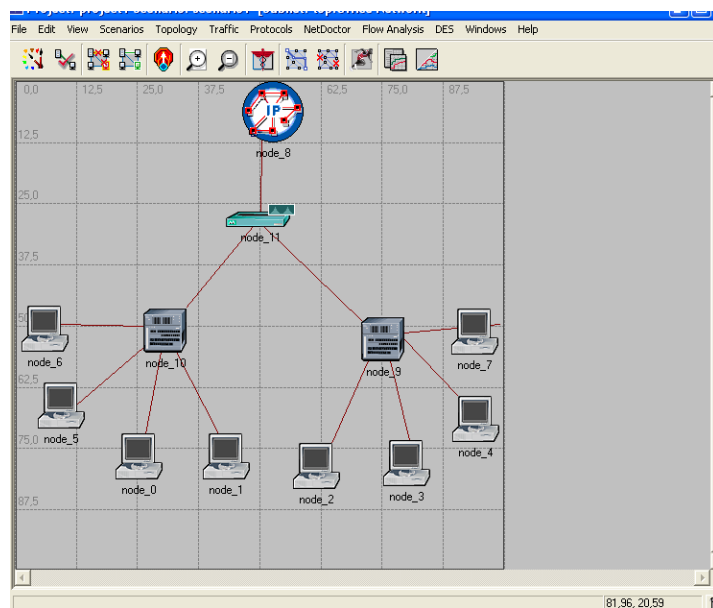 File Edit View Scenarios Topology Traffic Protocols NetDoctor Flow Analysis DES Windows Help
0,0 12,5 25,0 37,5 62,5 75,0 87,5
IP
12,5
node_8
25,0
node_11
37,5
50
node_6 node_10 node_9 node_7
62,5
node_5 75,0 node_4
node_0 node_1 node_2 node_3
87,5
81,96, 20,59